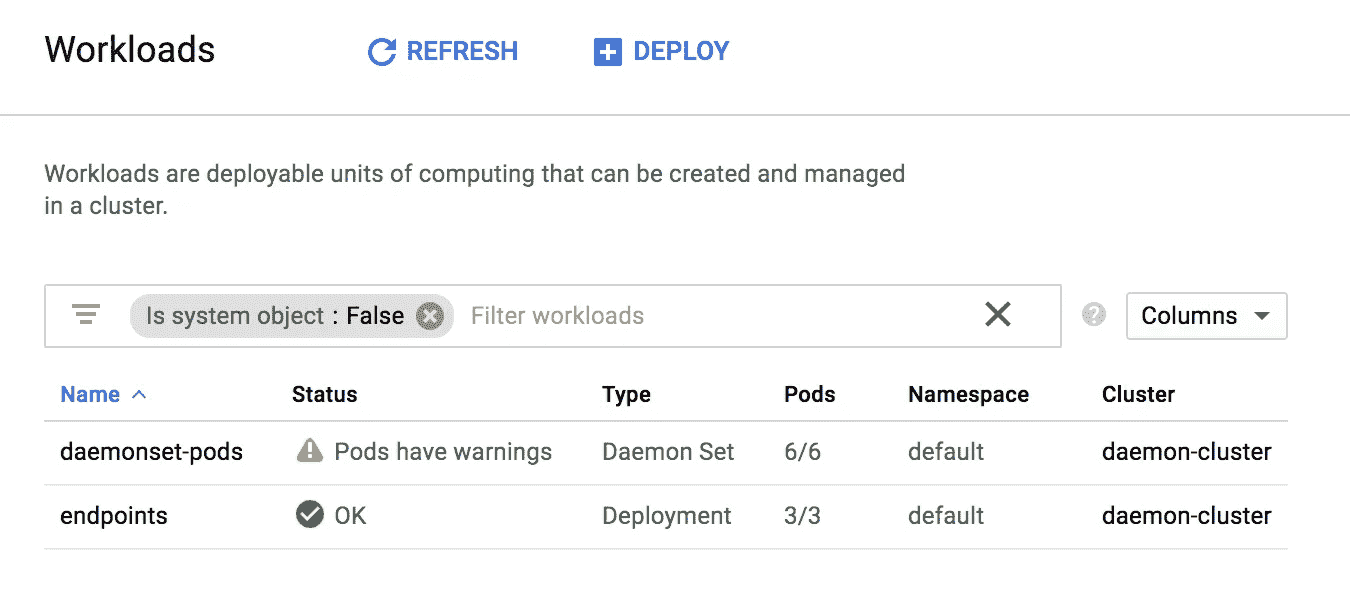 Workloads REFRESH DEPLOY
Workloads are deployable units of computing that can be created and managed
in a cluster.
Is system object : False Filter workloads Columns
Name Status Type Pods Namespace Cluster
daemonset-pods Pods have warnings Daemon Set 6/6 default daemon-cluster
endpoints OK Deployment 3/3 default daemon-cluster